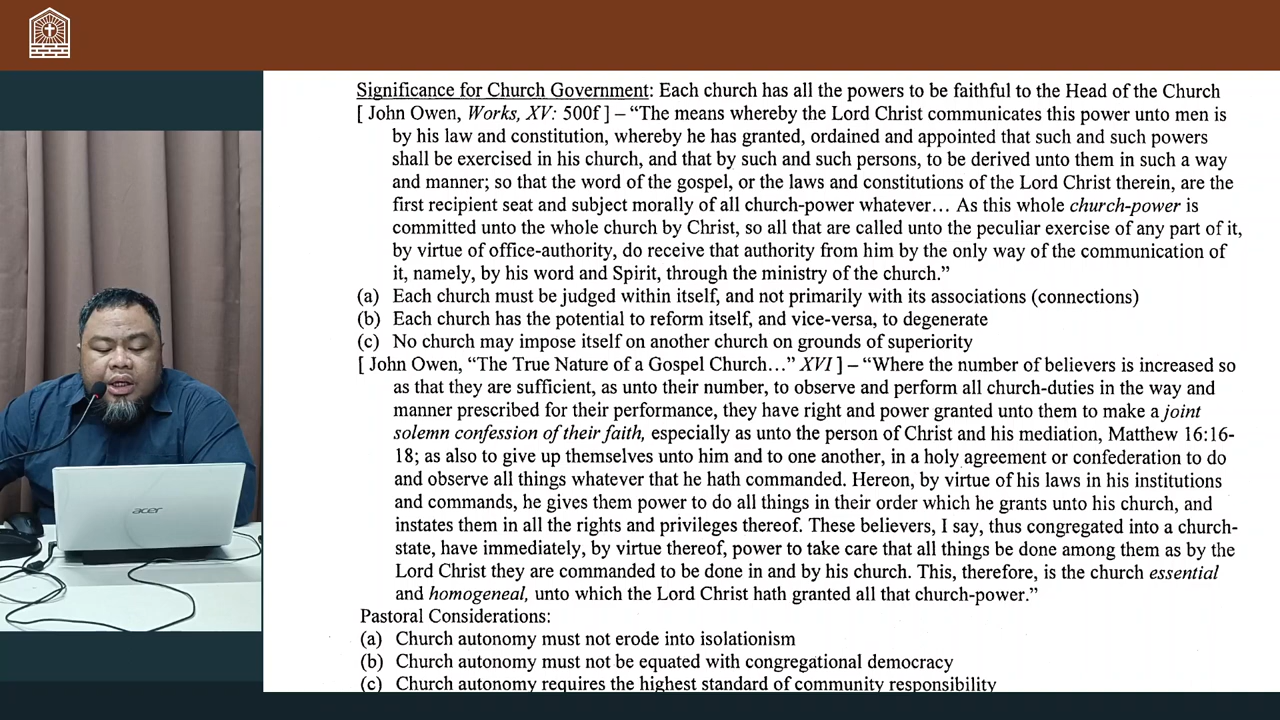 Significance for Church Government: Each church has all the powers to be faithful to the Head of the Church
[ John Owen, Works, XV: 500f ] – “The means whereby the Lord Christ communicates this power unto men is
by his law and constitution, whereby he has granted, ordained and appointed that such and such powers
shall be exercised in his church, and that by such and such persons, to be derived unto them in such a way
and manner; so that the word of the gospel, or the laws and constitutions of the Lord Christ therein, are the
first recipient seat and subject morally of all church-power whatever… As this whole church-power is
committed unto the whole church by Christ, so all that are called unto the peculiar exercise of any part of it,
by virtue of office-authority, do receive that authority from him by the only way of the communication of
it, namely, by his word and Spirit, through the ministry of the church.”
(a) Each church must be judged within itself, and not primarily with its associations (connections)
(b) Each church has the potential to reform itself, and vice-versa, to degenerate
(c) No church may impose itself on another church on grounds of superiority
[ John Owen, “The True Nature of a Gospel Church…” XVI ] – “Where the number of believers is increased so
as that they are sufficient, as unto their number, to observe and perform all church-duties in the way and
manner prescribed for their performance, they have right and power granted unto them to make a joint
solemn confession of their faith, especially as unto the person of Christ and his mediation, Matthew 16:16-
18; as also to give up themselves unto him and to one another, in a holy agreement or confederation to do
and observe all things whatever that he hath commanded. Hereon, by virtue of his laws in his institutions
and commands, he gives them power to do all things in their order which he grants unto his church, and
instates them in all the rights and privileges thereof. These believers, I say, thus congregated into a church-
state, have immediately, by virtue thereof, power to take care that all things be done among them as by the
Lord Christ they are commanded to be done in and by his church. This, therefore, is the church essential
and homogeneal, unto which the Lord Christ hath granted all that church-power.”
Pastoral Considerations:
(a) Church autonomy must not erode into isolationism
(b) Church autonomy must not be equated with congregational democracy
(c) Church autonomy requires the highest standard of community responsibility
acer